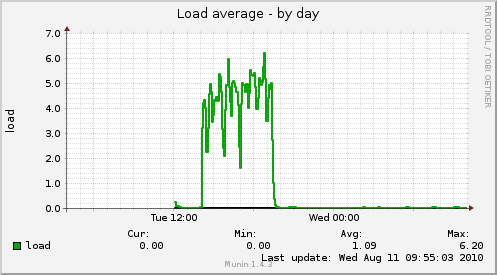 Load average - by day
RRDTOOL / TOBI OETIKER
load
7.0
6.0
5.0
4.0
3.0
2.0
1.0
0.0
Tue 12:00 Wed 00:00
Cur: Min: Avg: Max:
load 0.00 0.00 1.09 6.20
Last update: Wed Aug 11 09:55:03 2010
Munin 1.4.3